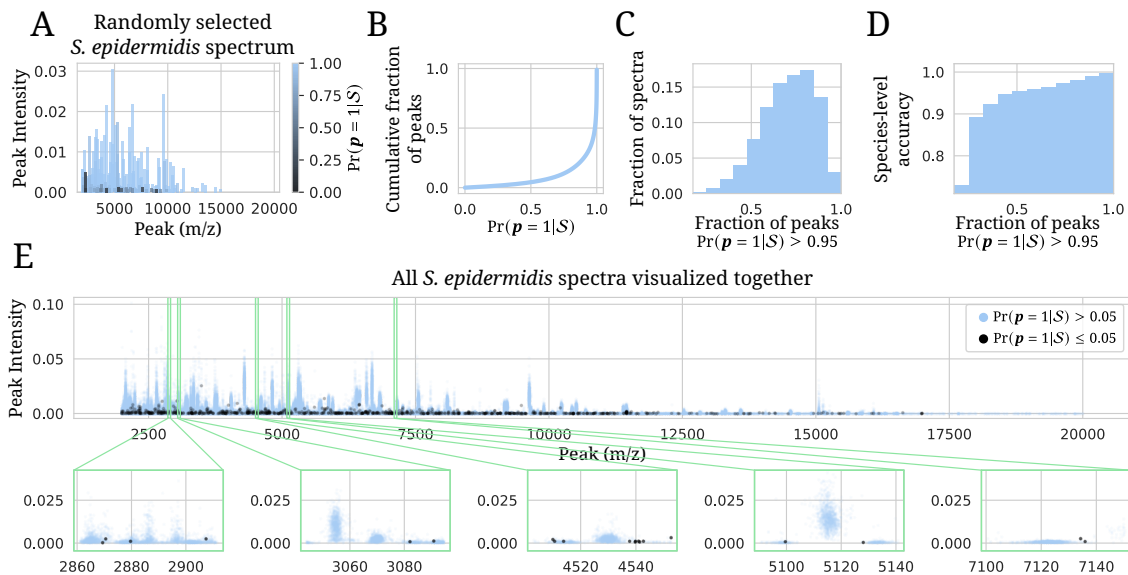 A
Randomly selected
S. epidermidis spectrum
Peak Intensity
0.03
0.02
0.01
0.00
5000
10000
15000
20000
Peak (m/z)
1.00
0.75
0.50
0.25
0.00
Pr(p = 1|S)
B
Cumulative fraction
of peaks
1.0
0.5
0.0
0.0
0.5
1.0
Pr(p = 1|S)
C
Fraction of spectra
0.15
0.10
0.05
0.00
0.5
1.0
Fraction of peaks
Pr(p = 1|S) > 0.95
D
Species-level
accuracy
1.0
0.9
0.8
0.5
1.0
Fraction of peaks
Pr(p = 1|S) > 0.95
E
All S. epidermidis spectra visualized together
Peak Intensity
0.10
0.05
0.00
Pr(p = 1|S) > 0.05
Pr(p = 1|S) ≤ 0.05
2500
5000
7500
10000
12500
15000
17500
20000
Peak (m/z)
0.025
0.000
2860
2880
2900
0.025
0.000
3060
3080
0.025
0.000
4520
4540
0.025
0.000
5100
5120
5140
0.025
0.000
7100
7120
7140